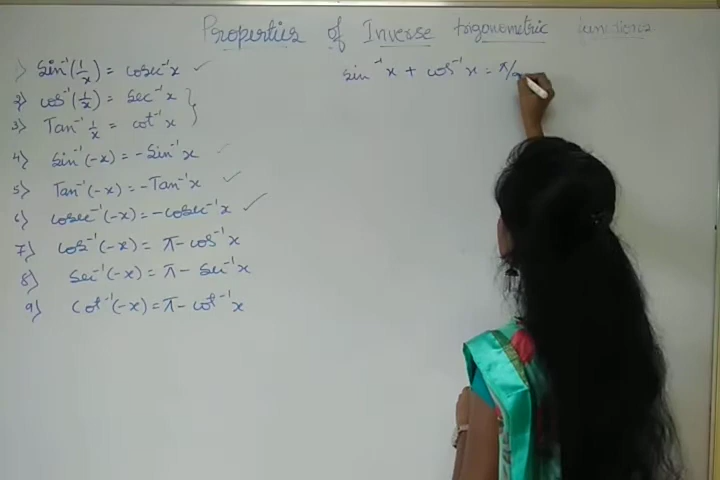 Properties of Inverse trigonometric functions
1) Sin⁻¹(1/x) = cosec⁻¹x ✓
2) cos⁻¹(1/x) = sec⁻¹x
3) Tan⁻¹ 1/x = cot⁻¹x
4) Sin⁻¹(-x) = -Sin⁻¹x ✓
5) Tan⁻¹(-x) = -Tan⁻¹x ✓
6) cosec⁻¹(-x) = -cosec⁻¹x ✓
7) cos⁻¹(-x) = π - cos⁻¹x
8) Sec⁻¹(-x) = π - Sec⁻¹x
9) Cot⁻¹(-x) = π - cot⁻¹x
Sin⁻¹x + cos⁻¹x = π/2